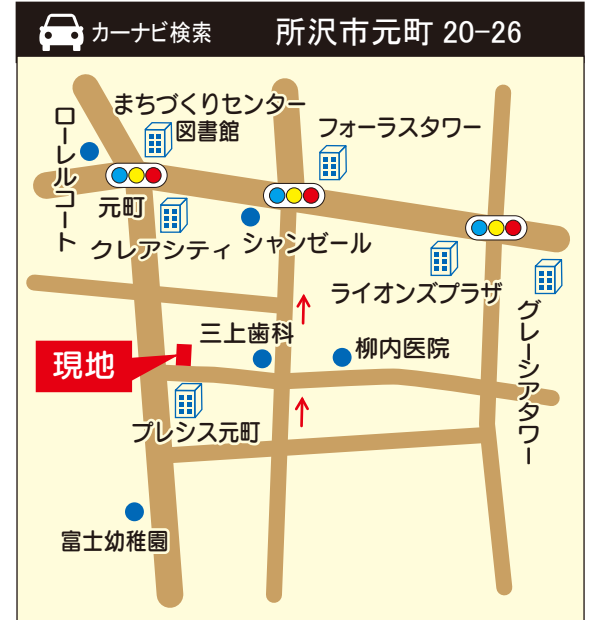 カーナビ検索 所沢市元町 20-26
まちづくりセンター
図書館
ローレルコート
フォーラスタワー
元町
クレアシティ
シャンゼール
ライオンズプラザ
グレーシアタワー
三上歯科
柳内医院
現地
プレシス元町
富士幼稚園